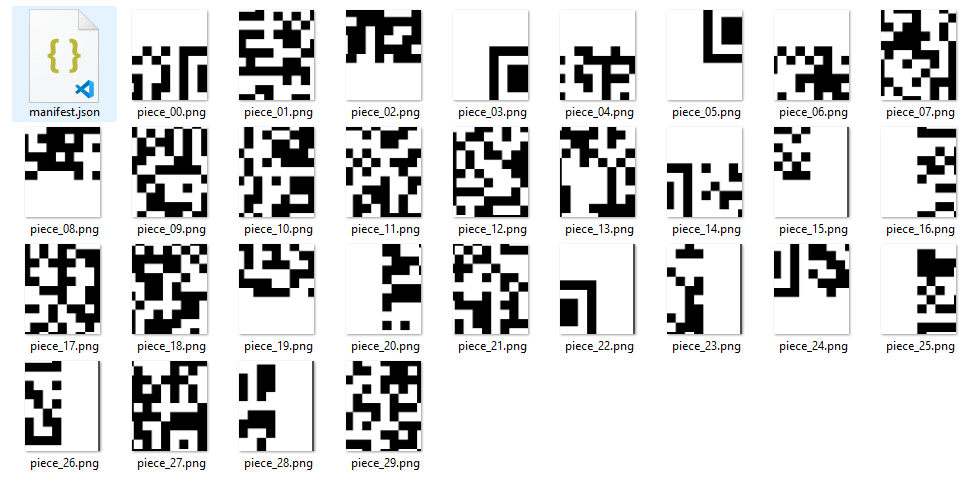 manifest.json piece_00.png piece_01.png piece_02.png piece_03.png piece_04.png piece_05.png piece_06.png piece_07.png
piece_08.png piece_09.png piece_10.png piece_11.png piece_12.png piece_13.png piece_14.png piece_15.png piece_16.png
piece_17.png piece_18.png piece_19.png piece_20.png piece_21.png piece_22.png piece_23.png piece_24.png piece_25.png
piece_26.png piece_27.png piece_28.png piece_29.png